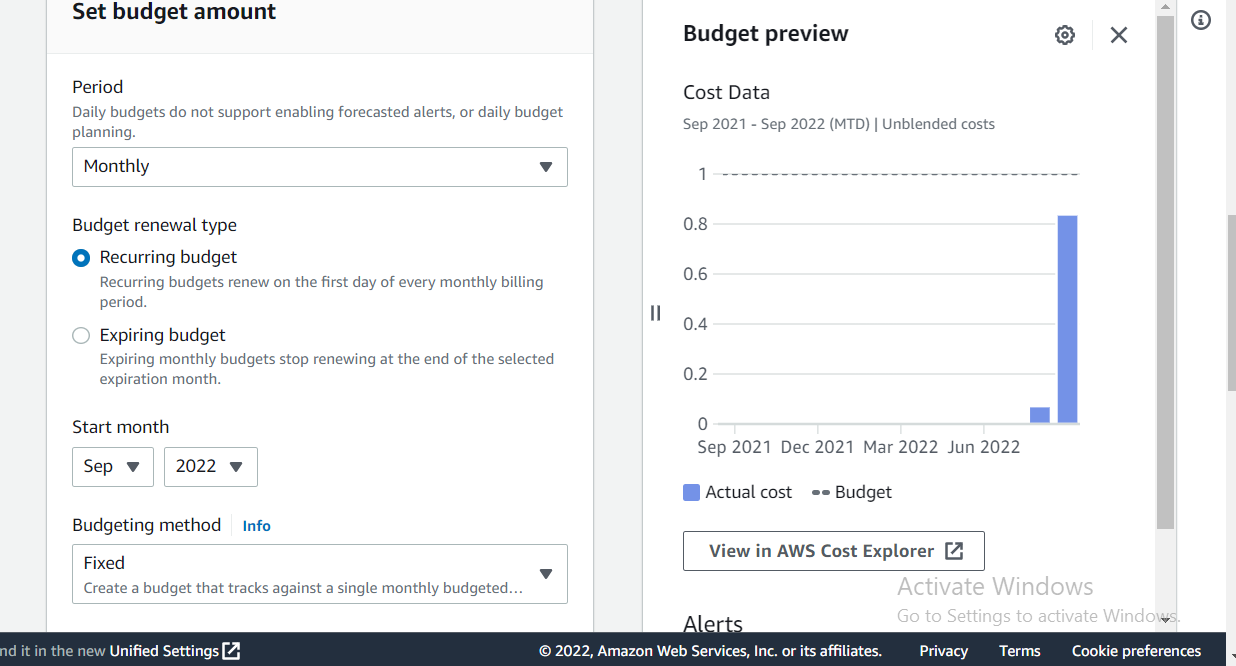 Set budget amount
Period
Daily budgets do not support enabling forecasted alerts, or daily budget
planning.
Monthly
Budget renewal type
Recurring budget
Recurring budgets renew on the first day of every monthly billing
period.
Expiring budget
Expiring monthly budgets stop renewing at the end of the selected
expiration month.
Start month
Sep
2022
Budgeting method
Info
Fixed
Create a budget that tracks against a single monthly budgeted…
Budget preview
Cost Data
Sep 2021 - Sep 2022 (MTD) | Unblended costs
1
0.8
0.6
0.4
0.2
0
Sep 2021 Dec 2021 Mar 2022 Jun 2022
Actual cost
Budget
View in AWS Cost Explorer
Alerts
Activate Windows
Go to Settings to activate Windows.
nd it in the new Unified Settings
© 2022, Amazon Web Services, Inc. or its affiliates.
Privacy
Terms
Cookie preferences